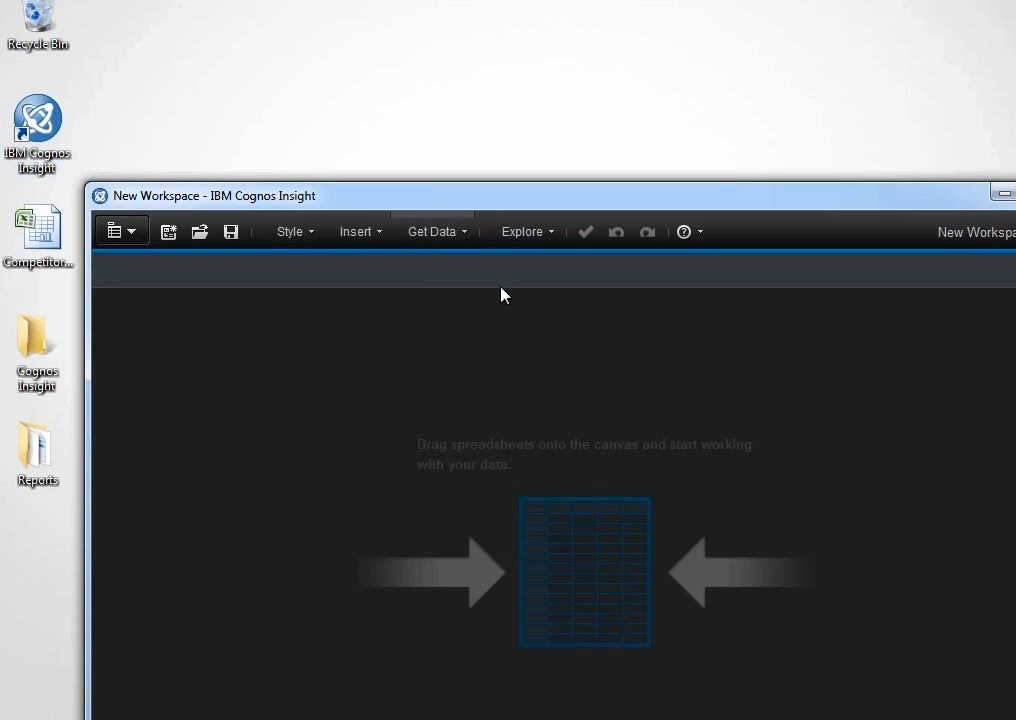 Recycle Bin
IBM Cognos
Insight
Competitor...
Cognos
Insight
Reports
New Workspace - IBM Cognos Insight
Style
Insert
Get Data
Explore
New Workspa
Drag spreadsheets onto the canvas and start working
with your data.